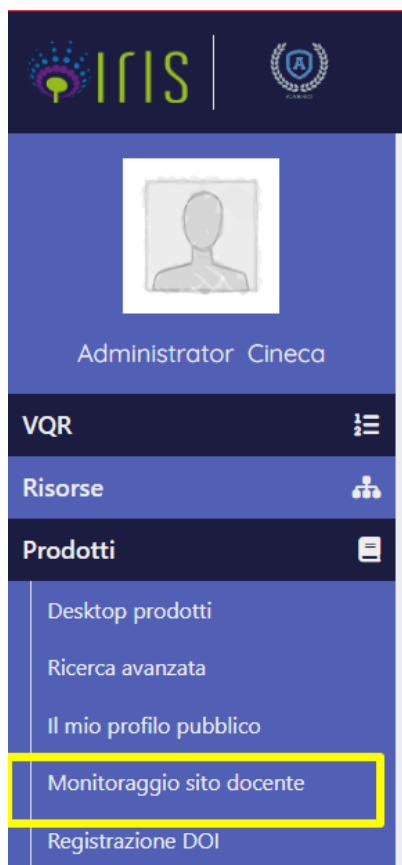 IRIS
Administrator Cineca
VQR
Risorse
Prodotti
Desktop prodotti
Ricerca avanzata
Il mio profilo pubblico
Monitoraggio sito docente
Registrazione DOI